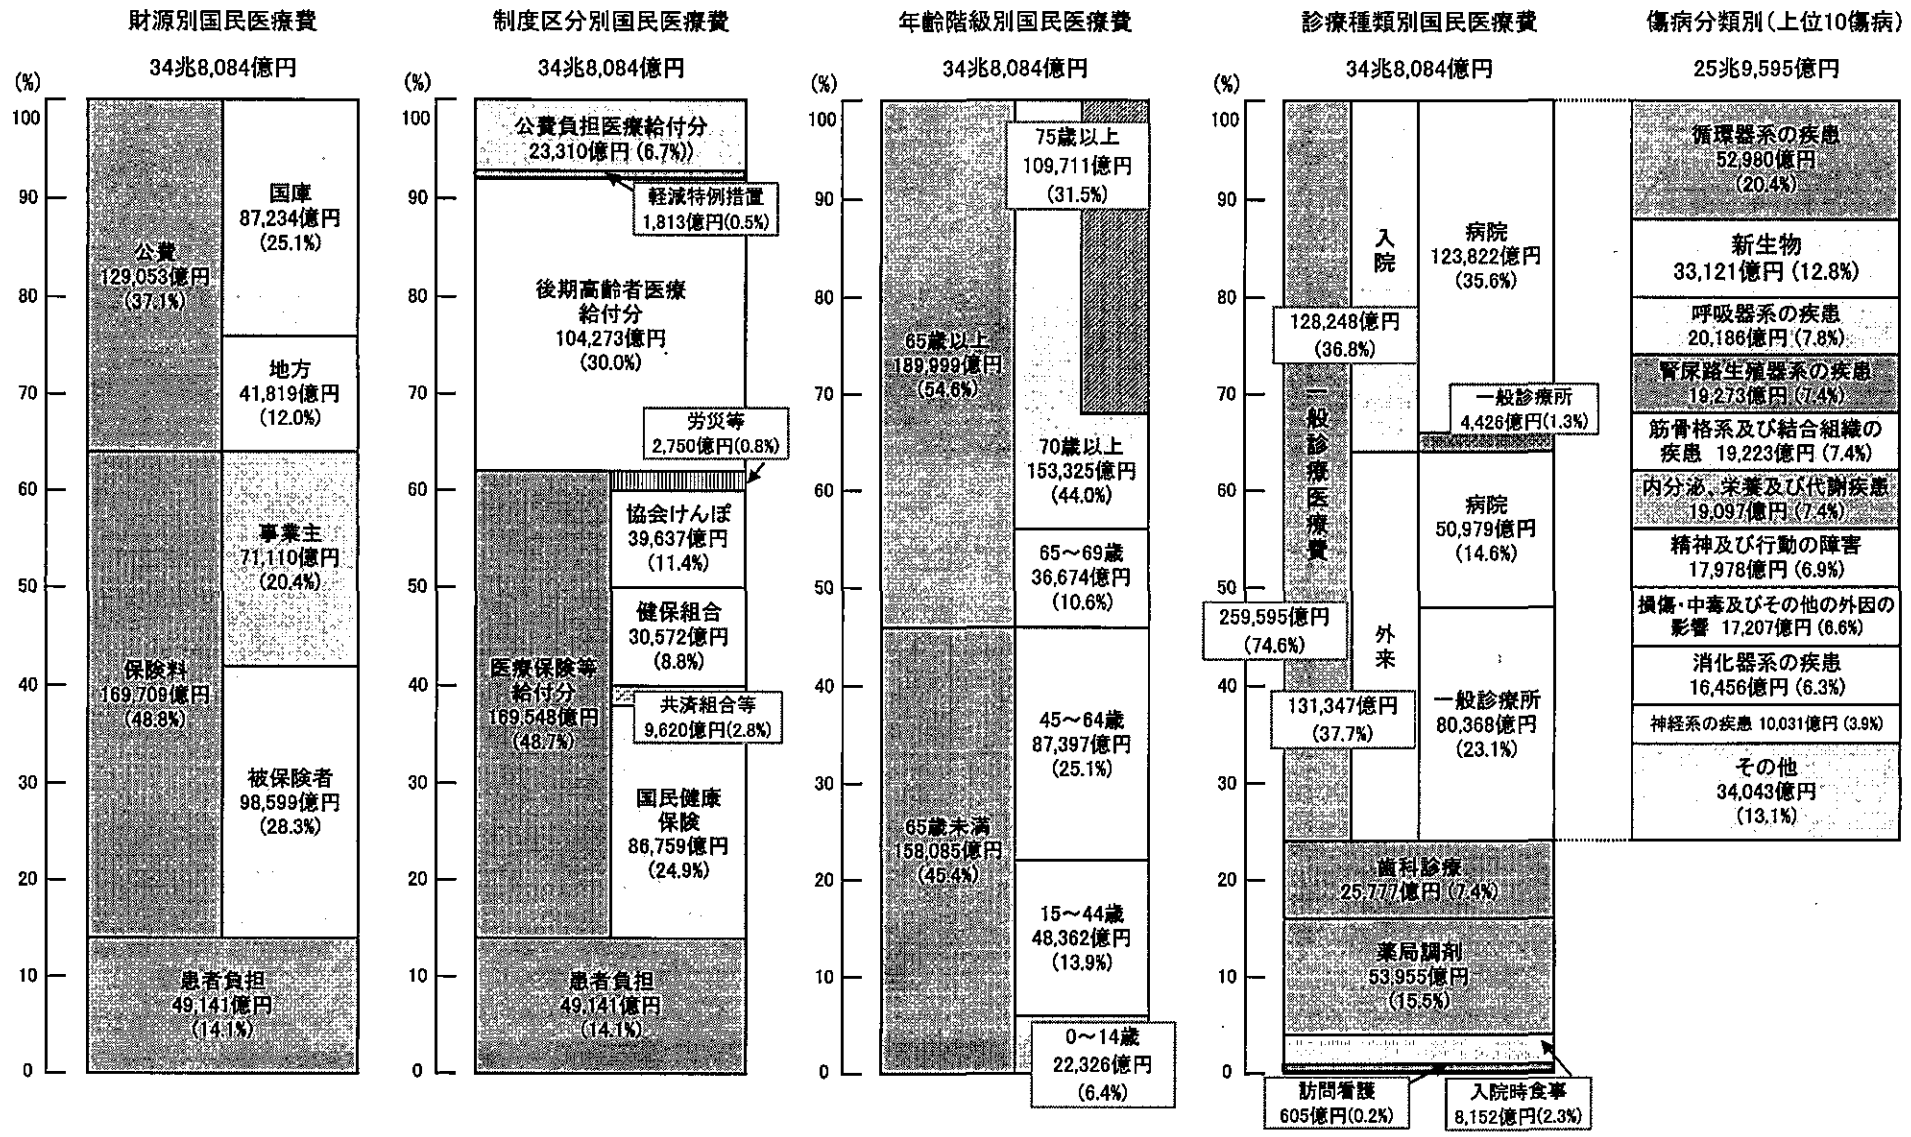 財源別国民医療費
34兆8,084億円
(%)
100
90
80
70
60
50
40
30
20
10
0
公費
129,053億円
(37.1%)
国庫
87,234億円
(25.1%)
地方
41,819億円
(12.0%)
保険料
169,709億円
(48.8%)
事業主
71,110億円
(20.4%)
被保険者
98,599億円
(28.3%)
患者負担
49,141億円
(14.1%)
制度区分別国民医療費
34兆8,084億円
(%)
100
90
80
70
60
50
40
30
20
10
0
公費負担医療給付分
23,310億円 (6.7%))
軽減特例措置
1,813億円(0.5%)
後期高齢者医療
給付分
104,273億円
(30.0%)
労災等
2,750億円(0.8%)
医療保険等
給付分
169,548億円
(48.7%)
協会けんぽ
39,637億円
(11.4%)
健保組合
30,572億円
(8.8%)
共済組合等
9,620億円(2.8%)
国民健康
保険
86,759億円
(24.9%)
患者負担
49,141億円
(14.1%)
年齢階級別国民医療費
34兆8,084億円
(%)
100
90
80
70
60
50
40
30
20
10
0
65歳以上
189,999億円
(54.6%)
75歳以上
109,711億円
(31.5%)
70歳以上
153,325億円
(44.0%)
65～69歳
36,674億円
(10.6%)
65歳未満
158,085億円
(45.4%)
45～64歳
87,397億円
(25.1%)
15～44歳
48,362億円
(13.9%)
0～14歳
22,326億円
(6.4%)
診療種類別国民医療費
34兆8,084億円
(%)
100
90
80
70
60
50
40
30
20
10
0
一般診療医療費
259,595億円
(74.6%)
入院
128,248億円
(36.8%)
病院
123,822億円
(35.6%)
一般診療所
4,426億円(1.3%)
外来
131,347億円
(37.7%)
病院
50,979億円
(14.6%)
一般診療所
80,368億円
(23.1%)
歯科診療
25,777億円 (7.4%)
薬局調剤
53,955億円
(15.5%)
訪問看護
605億円(0.2%)
入院時食事
8,152億円(2.3%)
傷病分類別(上位10傷病)
25兆9,595億円
循環器系の疾患
52,980億円
(20.4%)
新生物
33,121億円 (12.8%)
呼吸器系の疾患
20,186億円 (7.8%)
腎尿路生殖器系の疾患
19,273億円 (7.4%)
筋骨格系及び結合組織の
疾患 19,223億円 (7.4%)
内分泌、栄養及び代謝疾患
19,097億円 (7.4%)
精神及び行動の障害
17,978億円 (6.9%)
損傷・中毒及びその他の外因の
影響 17,207億円 (6.6%)
消化器系の疾患
16,456億円 (6.3%)
神経系の疾患 10,031億円 (3.9%)
その他
34,043億円
(13.1%)